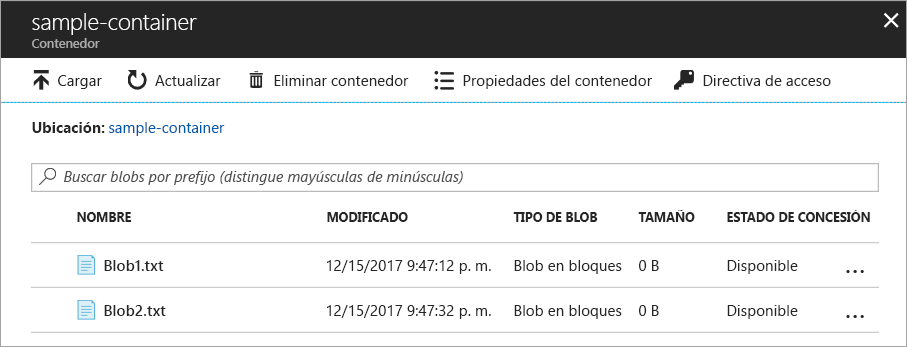 sample-container
Contenedor
Cargar Actualizar Eliminar contenedor Propiedades del contenedor Directiva de acceso
Ubicación: sample-container
Buscar blobs por prefijo (distingue mayúsculas de minúsculas)
NOMBRE MODIFICADO TIPO DE BLOB TAMAÑO ESTADO DE CONCESIÓN
Blob1.txt 12/15/2017 9:47:12 p. m. Blob en bloques 0 B Disponible ...
Blob2.txt 12/15/2017 9:47:32 p. m. Blob en bloques 0 B Disponible ...